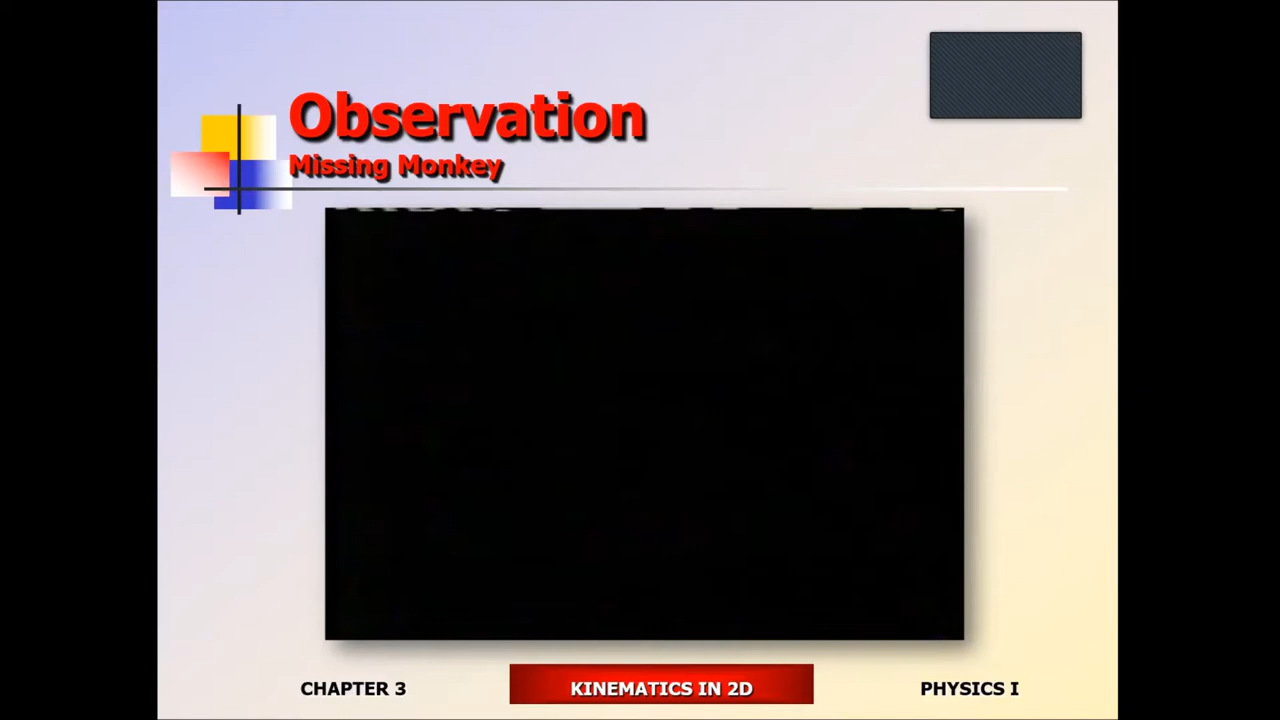 Observation
Missing Monkey
CHAPTER 3
KINEMATICS IN 2D
PHYSICS I